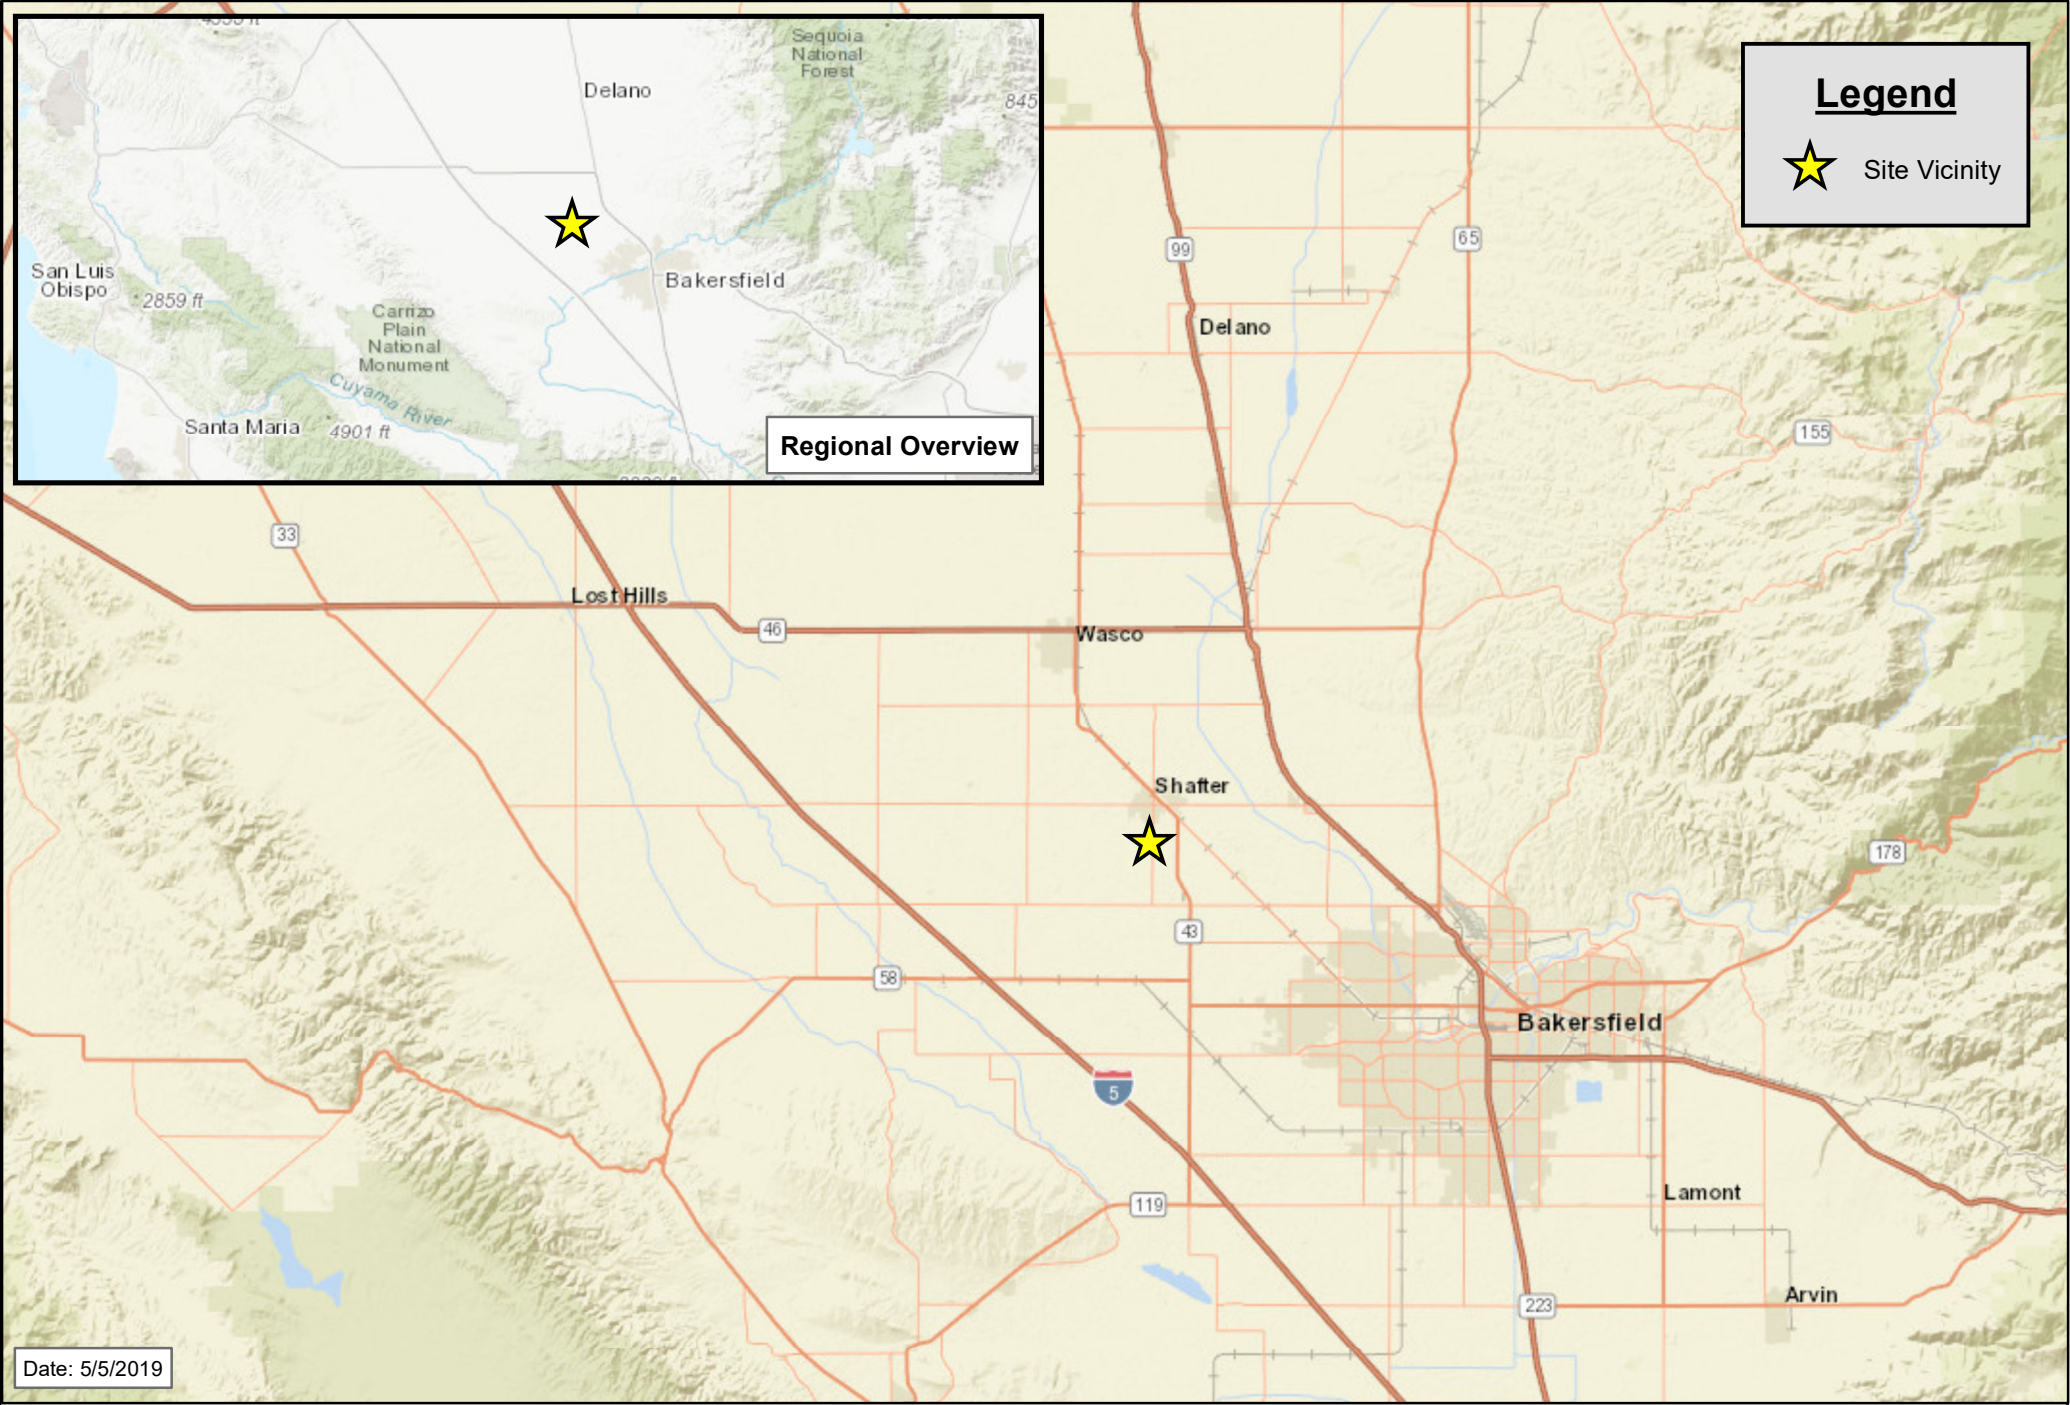 Sequoia
National
Forest
Delano
845
San Luis
Obispo
2859 ft
Bakersfield
Carrizo
Plain
National
Monument
Cuyama River
Santa Maria
4901 ft
Regional Overview
Legend
Site Vicinity
99
65
Delano
155
33
Lost Hills
46
Wasco
Shafter
178
43
58
Bakersfield
5
Lamont
119
Arvin
223
Date: 5/5/2019